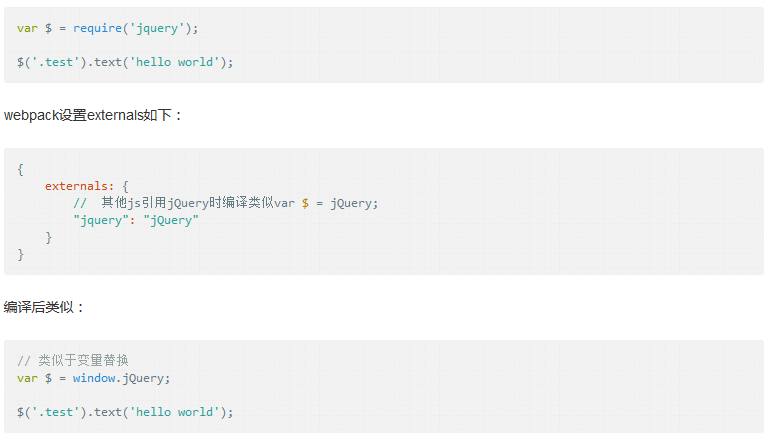 var $ = require('jquery');
$('.test').text('hello world');
webpack设置externals如下：
{
externals: {
// 其他js引用jQuery时编译类似var $ = jQuery;
"jquery": "jQuery"
}
}
编译后类似：
// 类似于变量替换
var $ = window.jQuery;
$('.test').text('hello world');